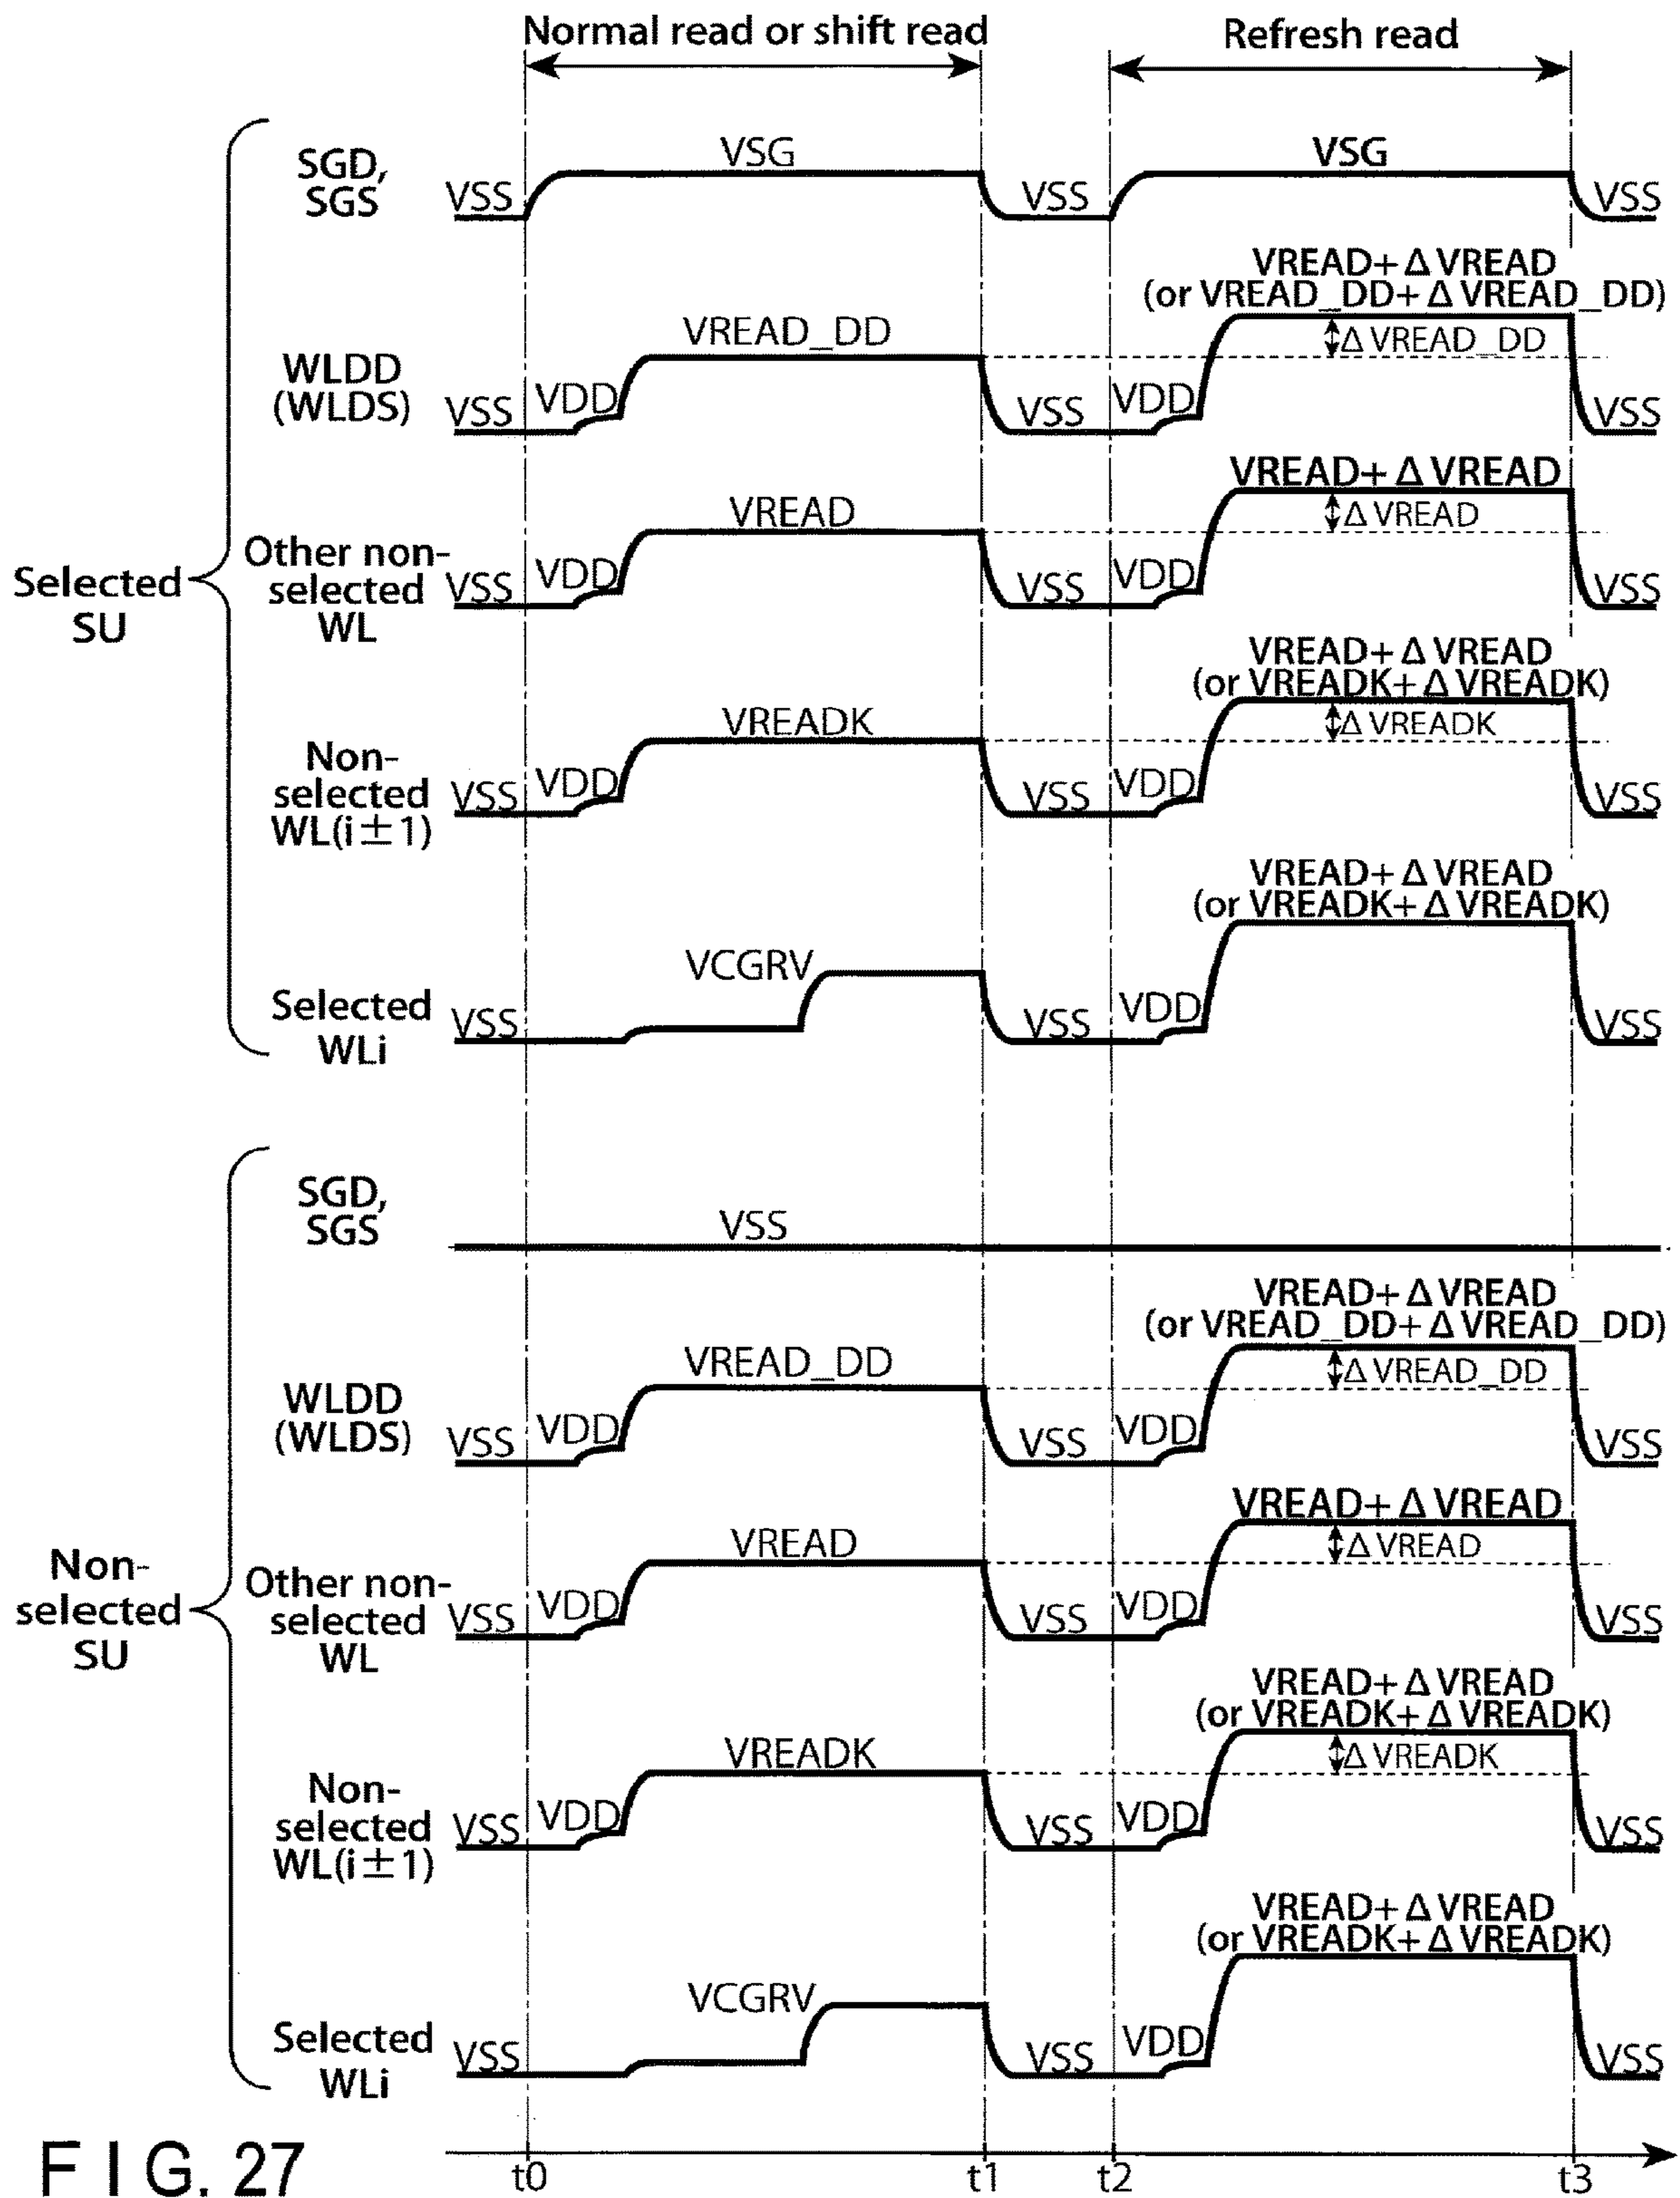 Normal read or shift read
Refresh read
Selected
SU
SGD,
SGS
VSS
VSG
VSS
VSG
VSS
WLDD
(WLDS)
VSS
VDD
VREAD_DD
VSS
VDD
VREAD+ΔVREAD
(or VREAD_DD+ΔVREAD_DD)
ΔVREAD_DD
VSS
Other non-
selected
WL
VSS
VDD
VREAD
VSS
VDD
VREAD+ΔVREAD
ΔVREAD
VSS
Non-
selected
WL(i±1)
VSS
VDD
VREADK
VSS
VDD
VREAD+ΔVREAD
(or VREADK+ΔVREADK)
ΔVREADK
VSS
Selected
WLi
VSS
VCGRV
VSS
VDD
VREAD+ΔVREAD
(or VREADK+ΔVREADK)
VSS
Non-
selected
SU
SGD,
SGS
VSS
WLDD
(WLDS)
VSS
VDD
VREAD_DD
VSS
VDD
VREAD+ΔVREAD
(or VREAD_DD+ΔVREAD_DD)
ΔVREAD_DD
VSS
Other non-
selected
WL
VSS
VDD
VREAD
VSS
VDD
VREAD+ΔVREAD
ΔVREAD
VSS
Non-
selected
WL(i±1)
VSS
VDD
VREADK
VSS
VDD
VREAD+ΔVREAD
(or VREADK+ΔVREADK)
ΔVREADK
VSS
Selected
WLi
VSS
VCGRV
VSS
VDD
VREAD+ΔVREAD
(or VREADK+ΔVREADK)
VSS
t0
t1
t2
t3
FIG. 27